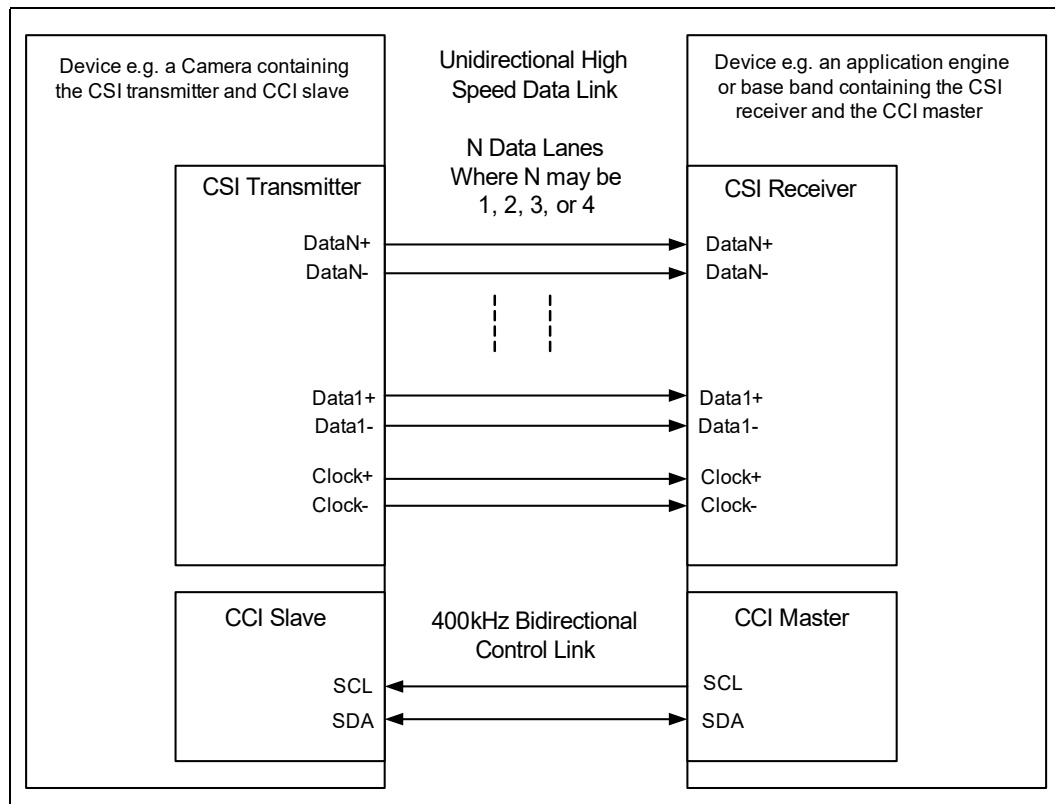 Device e.g. a Camera containing
the CSI transmitter and CCI slave
Unidirectional High
Speed Data Link
Device e.g. an application engine
or base band containing the CSI
receiver and the CCI master
N Data Lanes
Where N may be
1, 2, 3, or 4
CSI Transmitter
CSI Receiver
DataN+
DataN+
DataN-
DataN-
Data1+
Data1+
Data1-
Data1-
Clock+
Clock+
Clock-
Clock-
CCI Slave
400kHz Bidirectional
Control Link
CCI Master
SCL
SCL
SDA
SDA